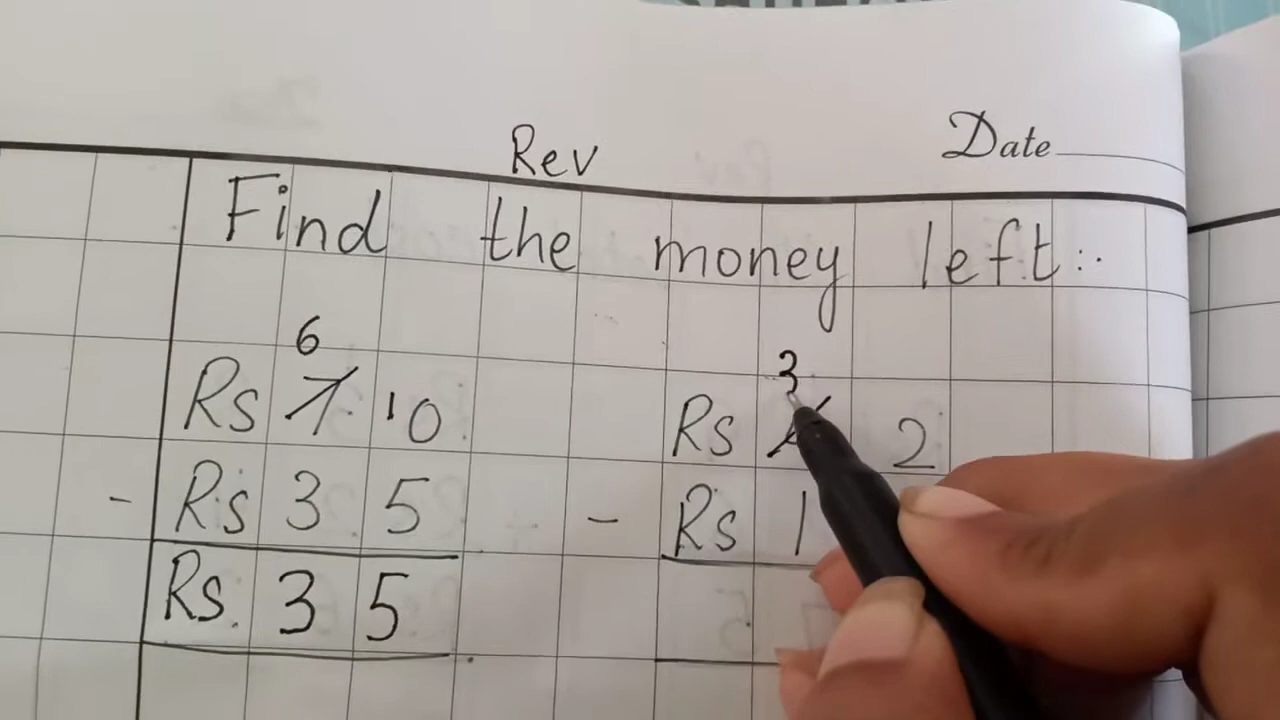 Date
Rev
Find the money left:.
6 3
Rs 7 10 Rs 2
- Rs 3 5 - Rs 1
Rs. 3 5